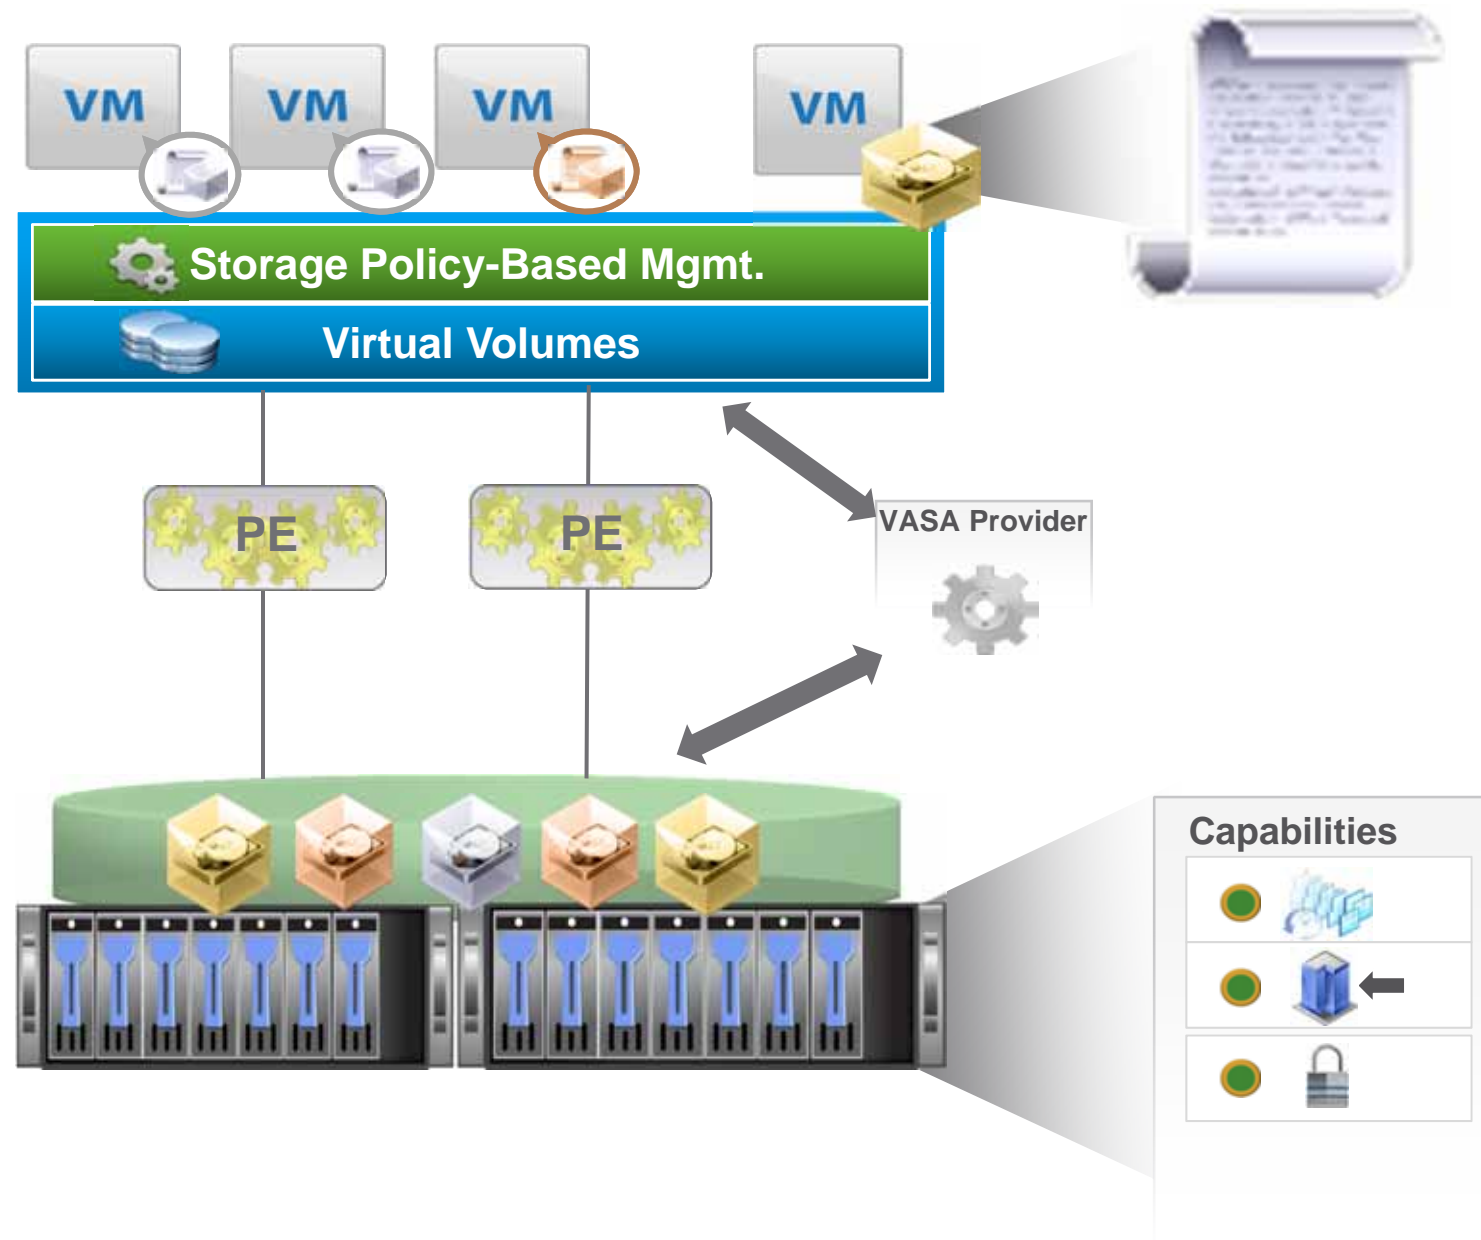 VM
VM
VM
VM
Storage Policy-Based Mgmt.
Virtual Volumes
PE
PE
VASA Provider
Capabilities